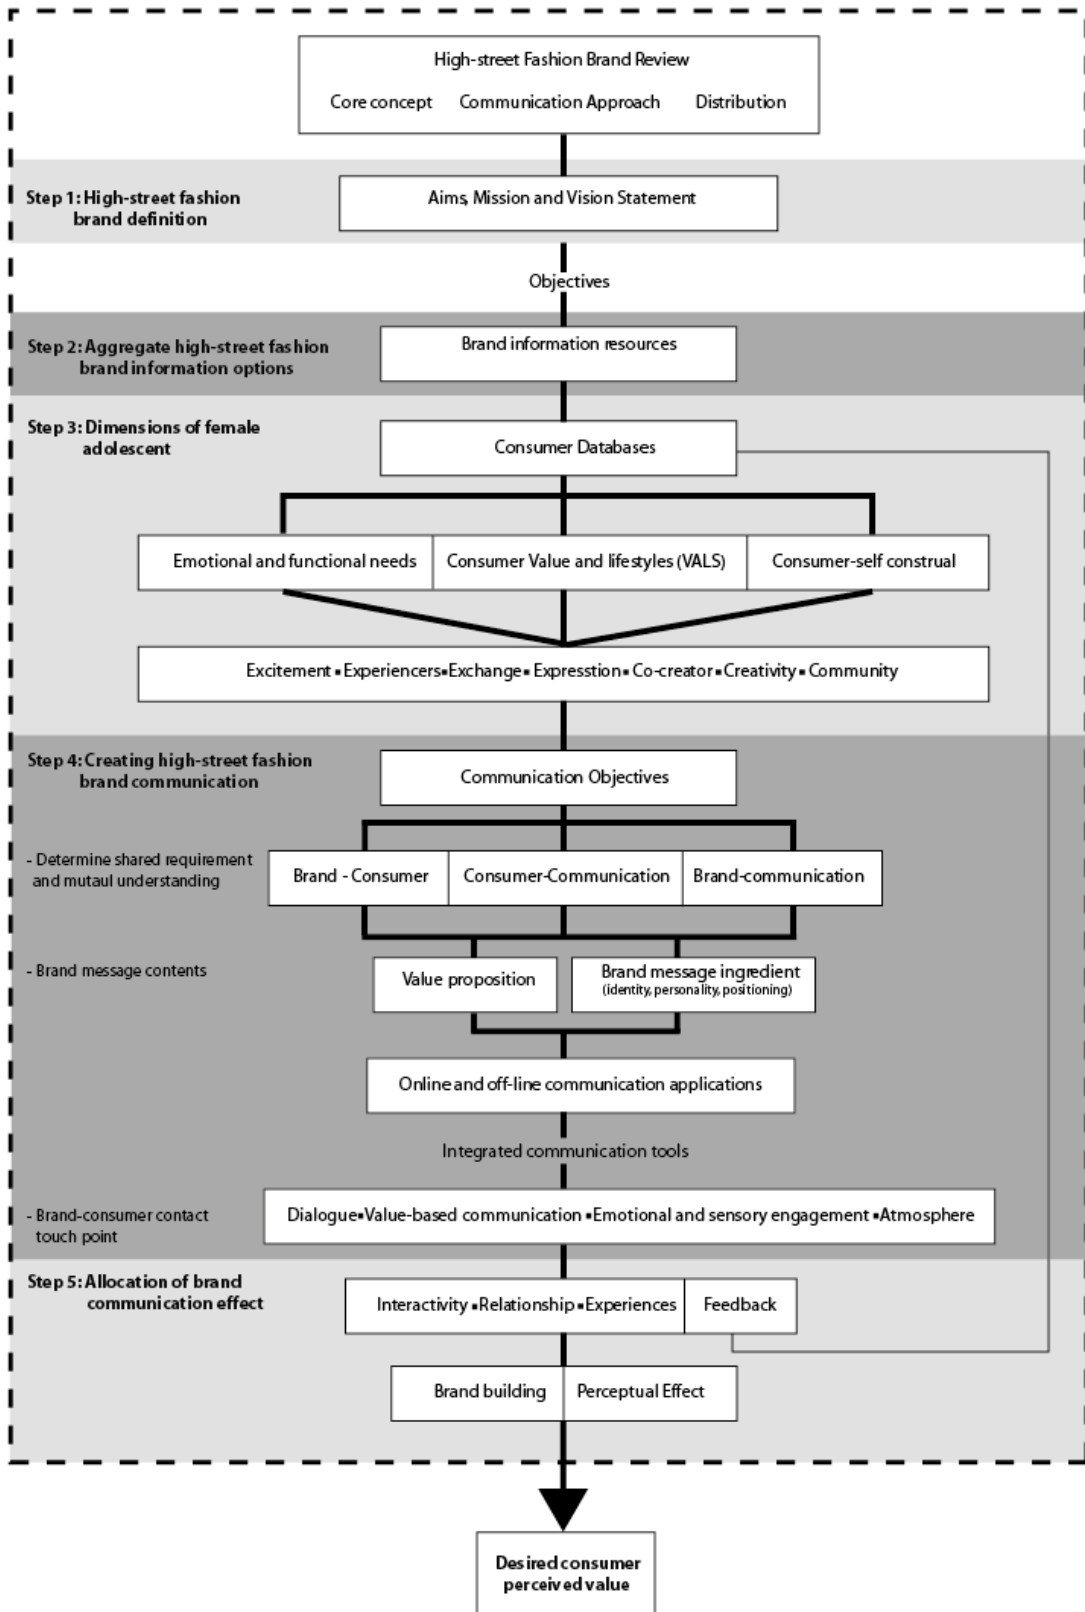 High-street Fashion Brand Review
Core concept Communication Approach Distribution
Step 1: High-street fashion
brand definition
Aims, Mission and Vision Statement
Objectives
Step 2: Aggregate high-street fashion
brand information options
Brand information resources
Step 3: Dimensions of female
adolescent
Consumer Databases
Emotional and functional needs Consumer Value and lifestyles (VALS) Consumer-self construal
Excitement ▪ Experiencers ▪ Exchange ▪ Expresstion ▪ Co-creator ▪ Creativity ▪ Community
Step 4: Creating high-street fashion
brand communication
Communication Objectives
- Determine shared requirement
and mutaul understanding
Brand - Consumer Consumer-Communication Brand-communication
- Brand message contents
Value proposition
Brand message ingredient
(identity, personality, positioning)
Online and off-line communication applications
Integrated communication tools
- Brand-consumer contact
touch point
Dialogue ▪ Value-based communication ▪ Emotional and sensory engagement ▪ Atmosphere
Step 5: Allocation of brand
communication effect
Interactivity ▪ Relationship ▪ Experiences Feedback
Brand building Perceptual Effect
Desired consumer
perceived value